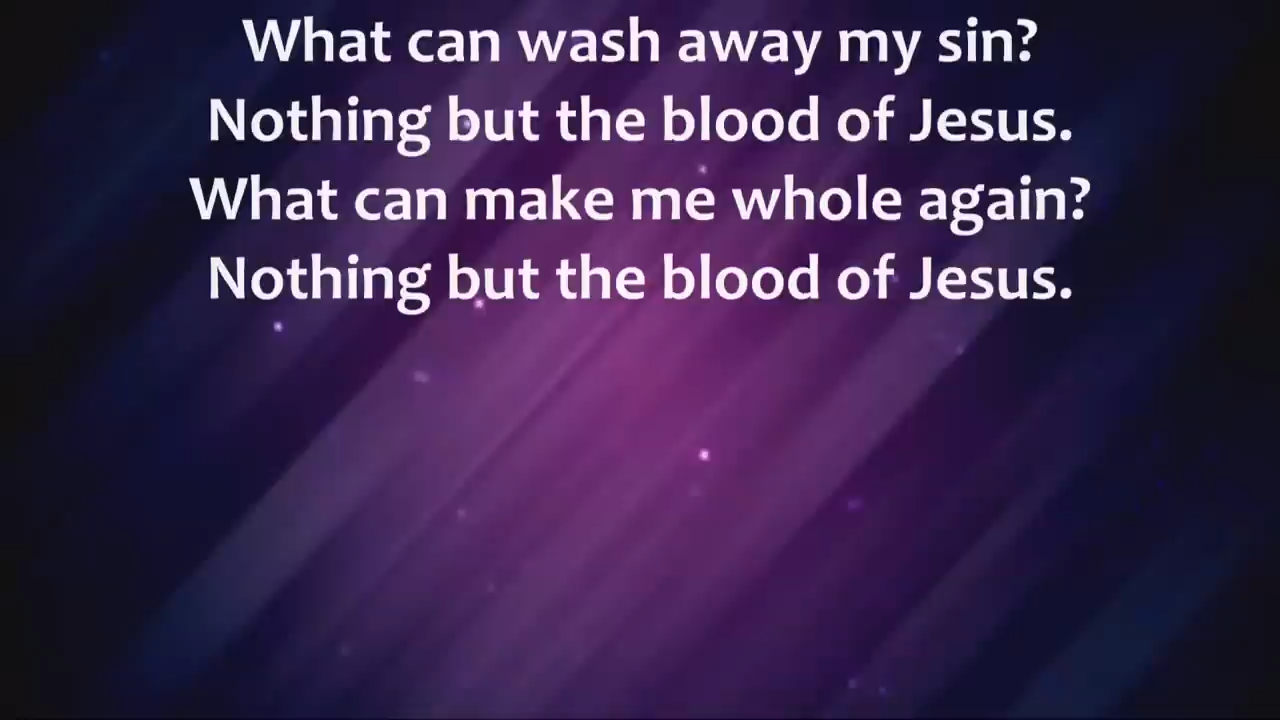 What can wash away my sin?
Nothing but the blood of Jesus.
What can make me whole again?
Nothing but the blood of Jesus.